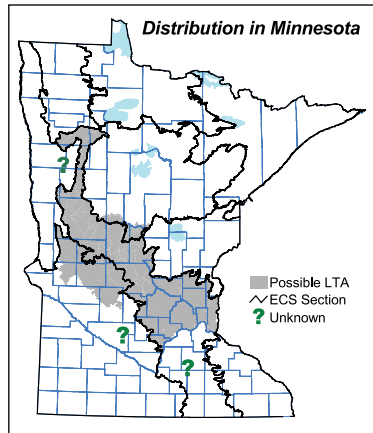 Distribution in Minnesota
?
Possible LTA
ECS Section
? Unknown
?
?